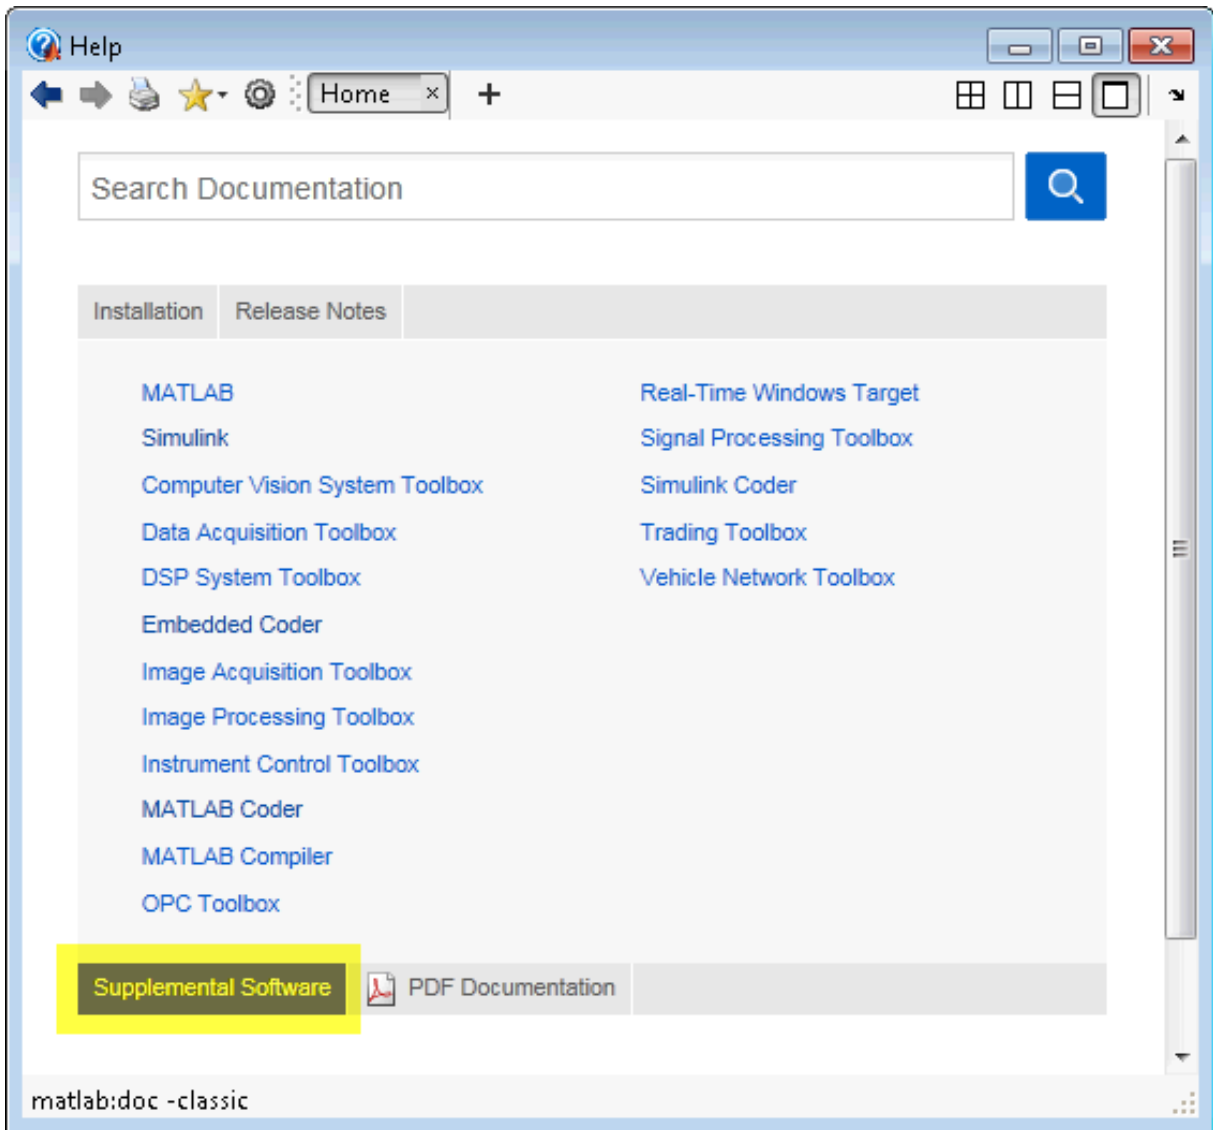 Help
Home
Search Documentation
Installation Release Notes
MATLAB
Simulink
Computer Vision System Toolbox
Data Acquisition Toolbox
DSP System Toolbox
Embedded Coder
Image Acquisition Toolbox
Image Processing Toolbox
Instrument Control Toolbox
MATLAB Coder
MATLAB Compiler
OPC Toolbox
Real-Time Windows Target
Signal Processing Toolbox
Simulink Coder
Trading Toolbox
Vehicle Network Toolbox
Supplemental Software PDF Documentation
matlab:doc -classic